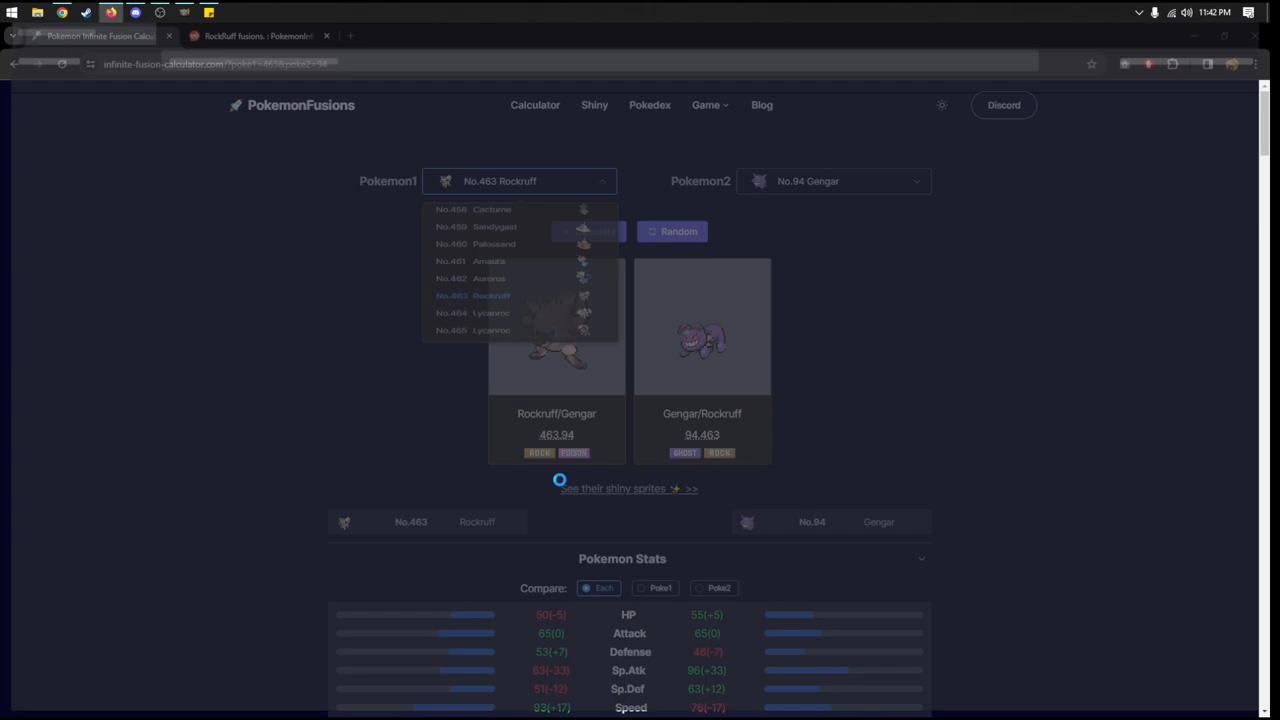 11:42 PM
Pokemon Infinite Fusion Calcul
RockRuff fusions. : PokemonInf
infinite-fusion-calculator.com/?poke1=463&poke2=94
PokemonFusions
Calculator
Shiny
Pokedex
Game
Blog
Discord
Pokemon1
No.463 Rockruff
Pokemon2
No.94 Gengar
No.458 Cacturne
No.459 Sandygast
No.460 Palossand
No.461 Amaura
No.462 Aurorus
No.463 Rockruff
No.464 Lycanroc
No.465 Lycanroc
Random
Rockruff/Gengar
463.94
ROCK POISON
Gengar/Rockruff
94.463
GHOST ROCK
See their shiny sprites ✨ >>
No.463 Rockruff
No.94 Gengar
Pokemon Stats
Compare: Each Poke1 Poke2
50(-5) HP 55(+5)
65(0) Attack 65(0)
53(+7) Defense 46(-7)
63(-33) Sp.Atk 96(+33)
51(-12) Sp.Def 63(+12)
93(+17) Speed 76(-17)